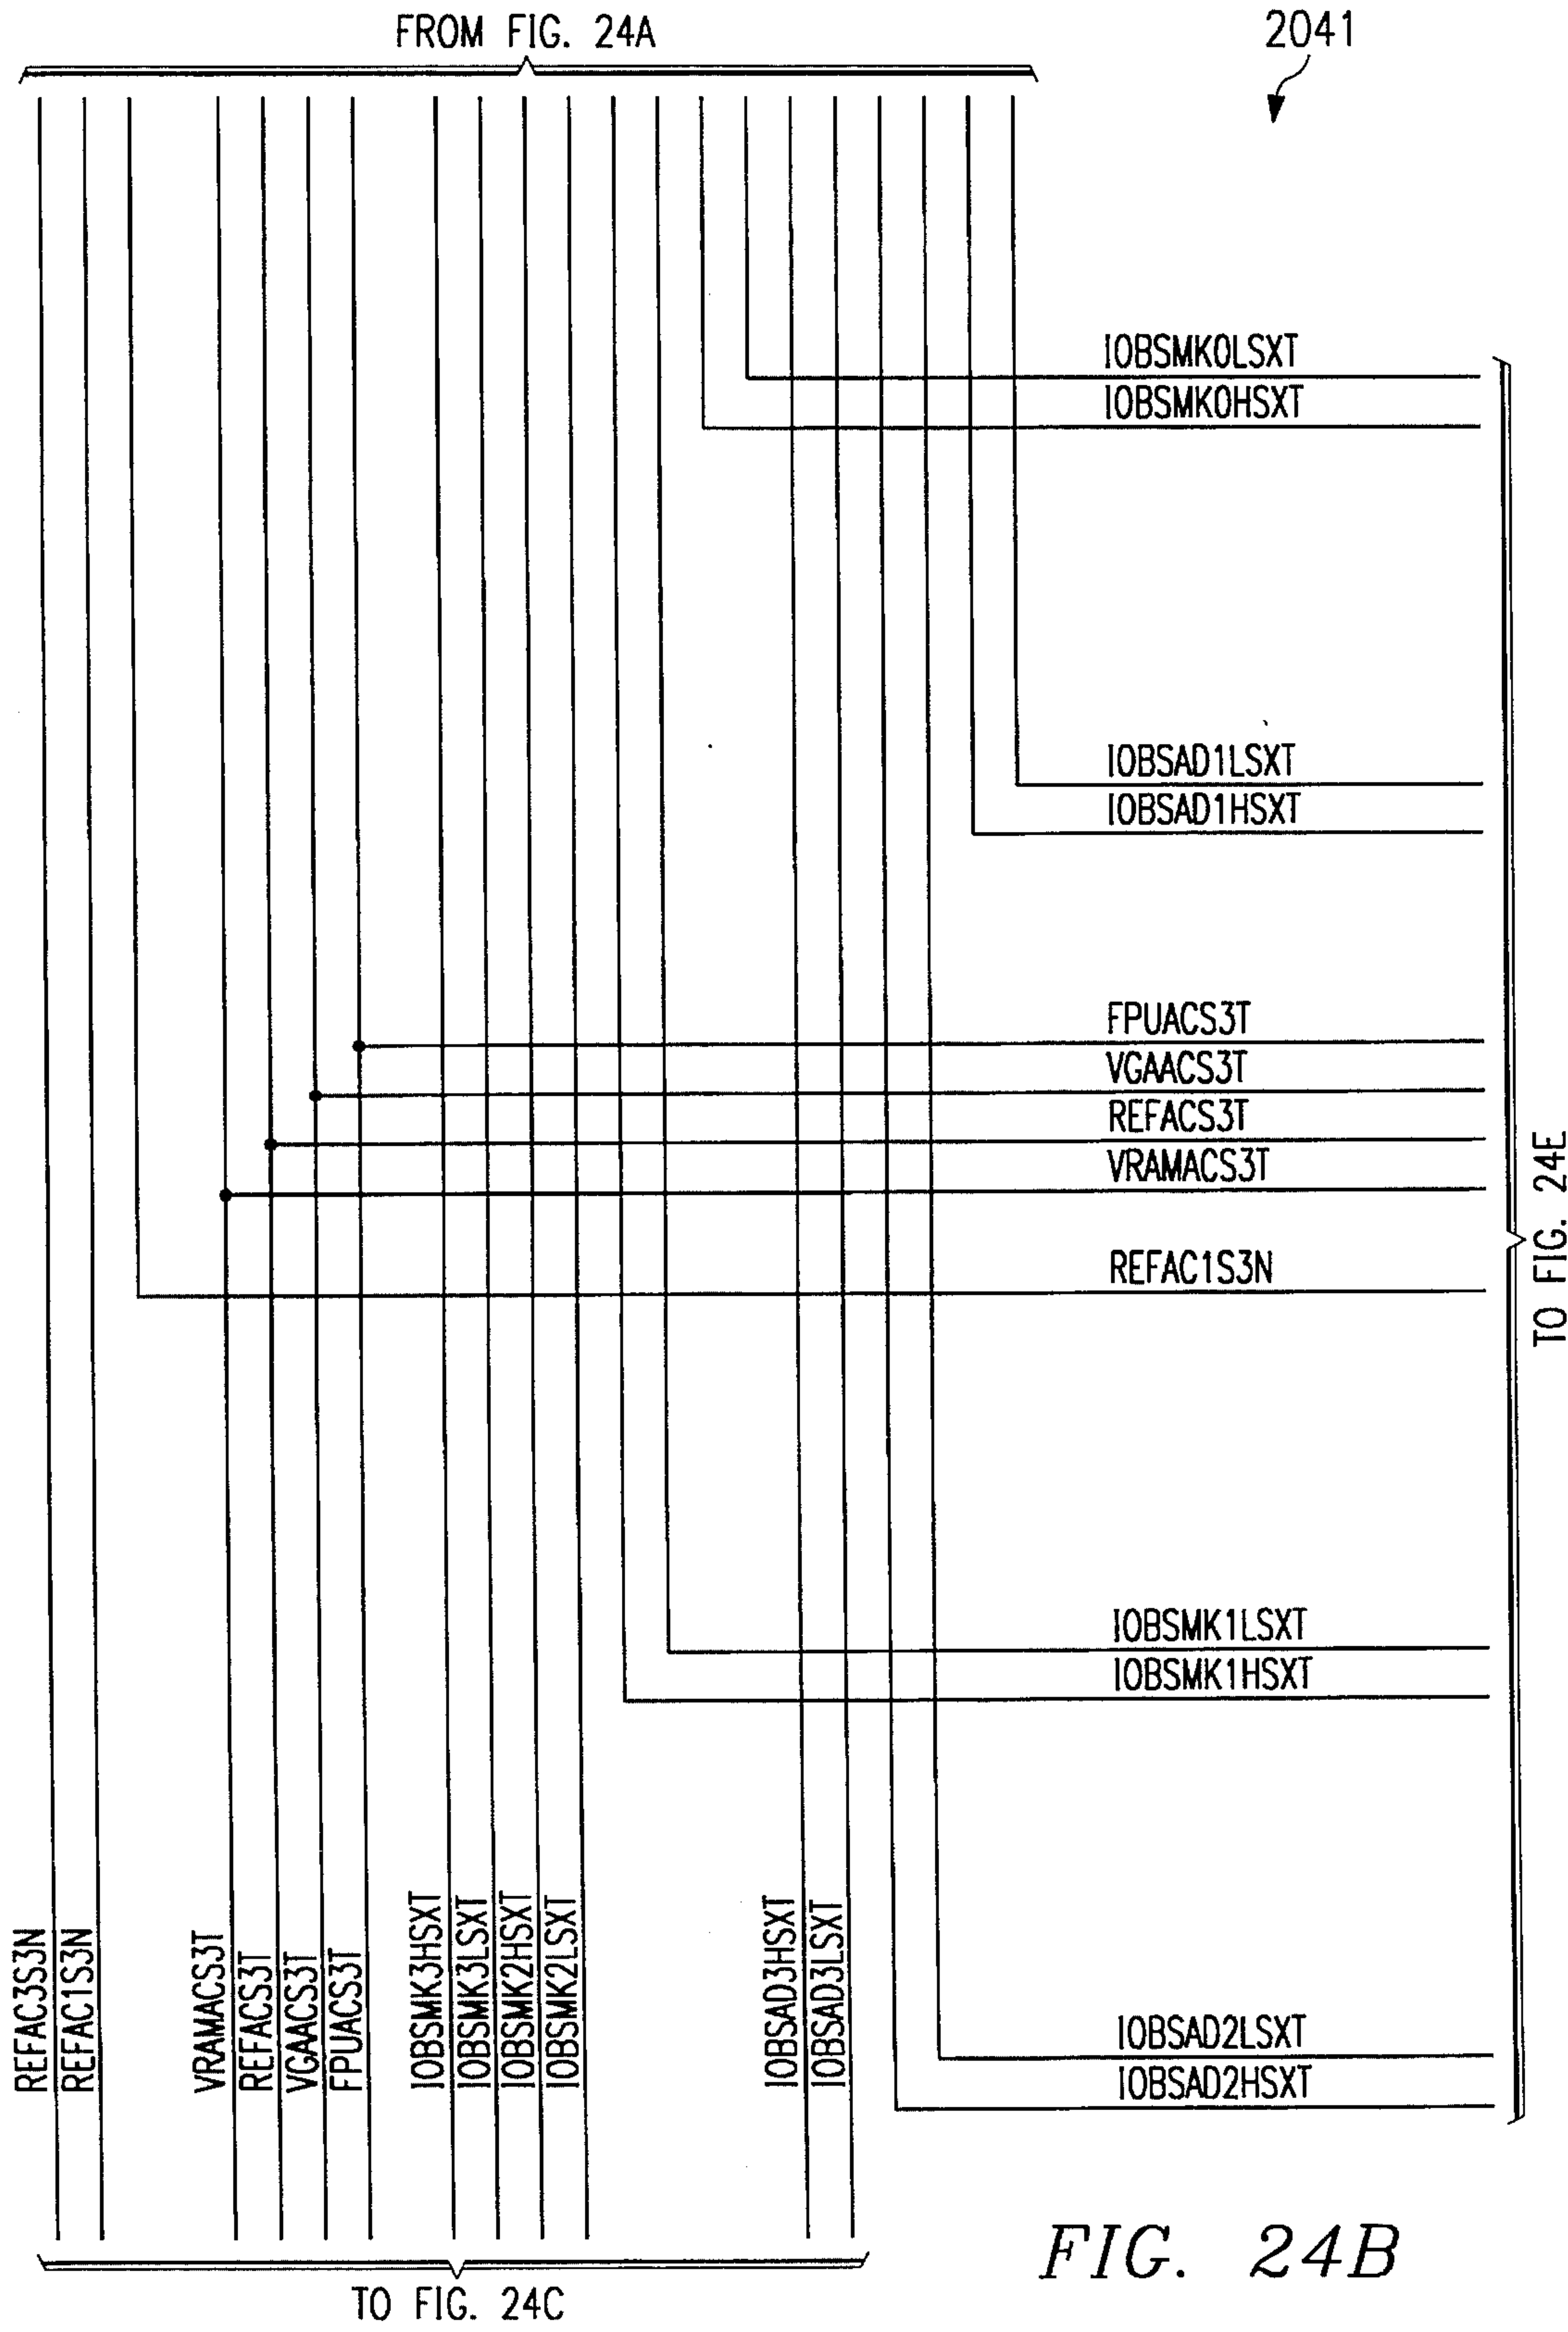 FROM FIG. 24A
2041
IOBSMK0LSXT
IOBSMK0HSXT
IOBSAD1LSXT
IOBSAD1HSXT
FPUACS3T
VGAACS3T
REFACS3T
VRAMACS3T
REFAC1S3N
TO FIG. 24E
IOBSMK1LSXT
IOBSMK1HSXT
IOBSAD2LSXT
IOBSAD2HSXT
REFAC3S3N
REFAC1S3N
VRAMACS3T
REFACS3T
VGAACS3T
FPUACS3T
IOBSMK3HSXT
IOBSMK3LSXT
IOBSMK2HSXT
IOBSMK2LSXT
IOBSAD3HSXT
IOBSAD3LSXT
TO FIG. 24C
FIG. 24B